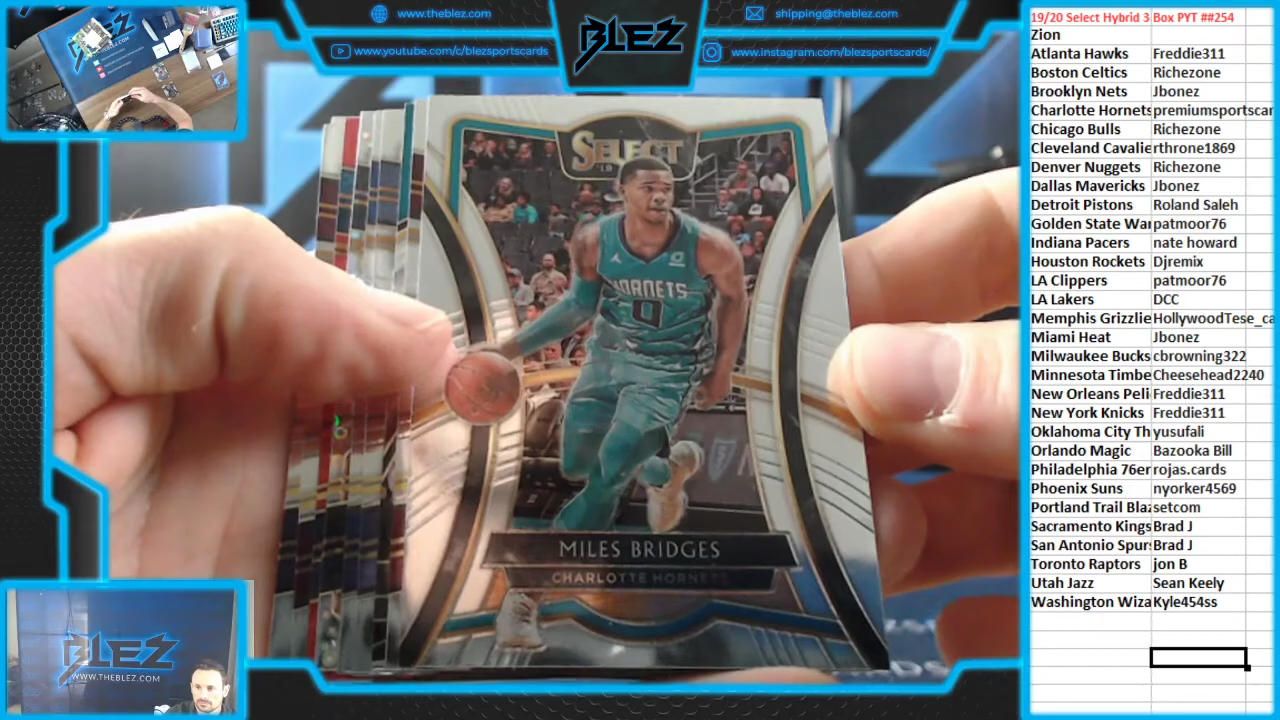 www.theblez.com
www.youtube.com/c/blezsportscards
BLEZ
shipping@theblez.com
www.instagram.com/blezsportscards/
SELECT
HORNETS
0
MILES BRIDGES
CHARLOTTE HORNETS
BLEZ
WWW.THEBLEZ.COM
19/20 Select Hybrid 3 Box PYT ##254
Zion
Atlanta Hawks Freddie311
Boston Celtics Richezone
Brooklyn Nets Jbonez
Charlotte Hornets premiumsportscar
Chicago Bulls Richezone
Cleveland Cavalie rthrone1869
Denver Nuggets Richezone
Dallas Mavericks Jbonez
Detroit Pistons Roland Saleh
Golden State War patmoor76
Indiana Pacers nate howard
Houston Rockets Djremix
LA Clippers patmoor76
LA Lakers DCC
Memphis Grizzlie HollywoodTese_ca
Miami Heat Jbonez
Milwaukee Bucks cbrowning322
Minnesota Timbe Cheesehead2240
New Orleans Peli Freddie311
New York Knicks Freddie311
Oklahoma City Th yusufali
Orlando Magic Bazooka Bill
Philadelphia 76er rojas.cards
Phoenix Suns nyorker4569
Portland Trail Blaz setcom
Sacramento Kings Brad J
San Antonio Spurs Brad J
Toronto Raptors jon B
Utah Jazz Sean Keely
Washington Wiza Kyle454ss